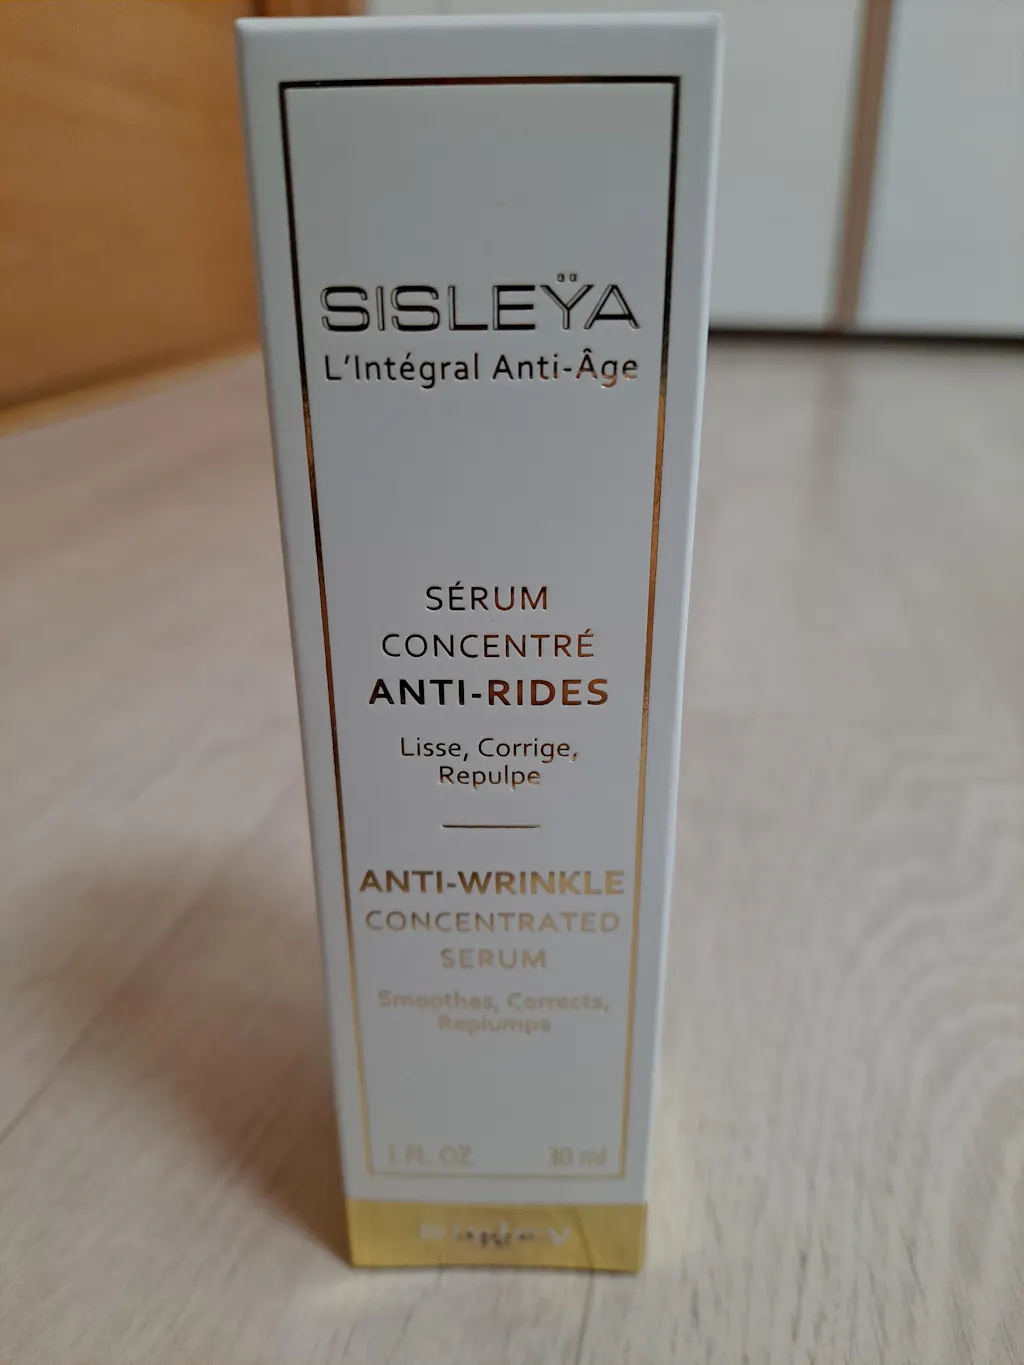 SISLEŸA
L'Intégral Anti-Âge
SÉRUM
CONCENTRÉ
ANTI-RIDES
Lisse, Corrige,
Repulpe
ANTI-WRINKLE
CONCENTRATED
SERUM
Smoothes, Corrects,
Replumps
1 FL. OZ. 30 ml